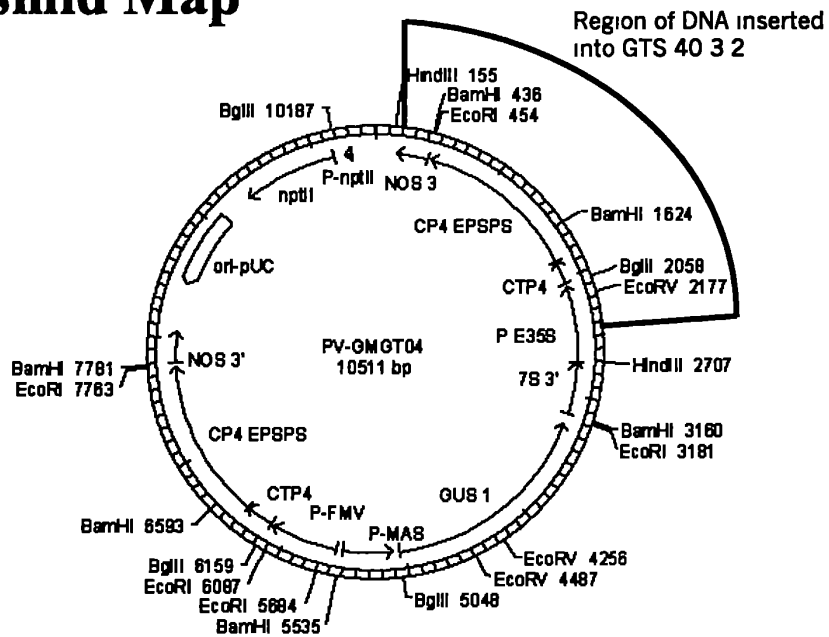 smid Map
Region of DNA inserted
into GTS 40 3 2
HindIII 155
BamHI 436
EcoRI 454
BglII 10187
P-nptII
NOS 3
nptII
CP4 EPSPS
BamHI 1624
ori-pUC
CTP4
BglII 2058
EcoRV 2177
P E35S
PV-GMGT04
10511 bp
NOS 3'
7S 3'
HindIII 2707
BamHI 7781
EcoRI 7763
CP4 EPSPS
BamHI 3160
EcoRI 3181
GUS 1
CTP4
P-FMV
P-MAS
BamHI 6593
BglII 6159
EcoRI 6087
EcoRI 5684
BamHI 5535
BglII 5048
EcoRV 4487
EcoRV 4256